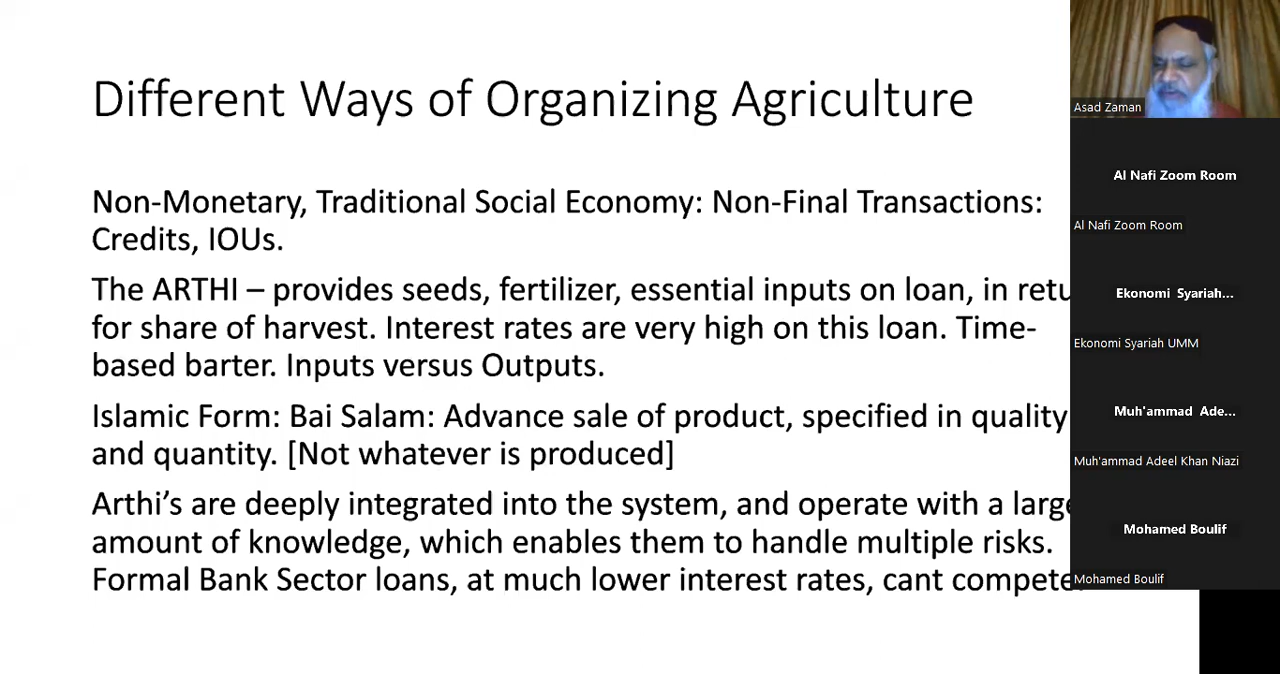 Different Ways of Organizing Agriculture
Non-Monetary, Traditional Social Economy: Non-Final Transactions:
Credits, IOUs.
The ARTHI – provides seeds, fertilizer, essential inputs on loan, in
for share of harvest. Interest rates are very high on this loan. Time-
based barter. Inputs versus Outputs.
Islamic Form: Bai Salam: Advance sale of product, specified in quality
and quantity. [Not whatever is produced]
Arthi's are deeply integrated into the system, and operate with a large
amount of knowledge, which enables them to handle multiple risks.
Formal Bank Sector loans, at much lower interest rates, cant compete.
Asad Zaman
Al Nafi Zoom Room
Al Nafi Zoom Room
Ekonomi Syariah...
Ekonomi Syariah UMM
Muh'ammad Ade...
Muh'ammad Adeel Khan Niazi
Mohamed Boulif
Mohamed Boulif